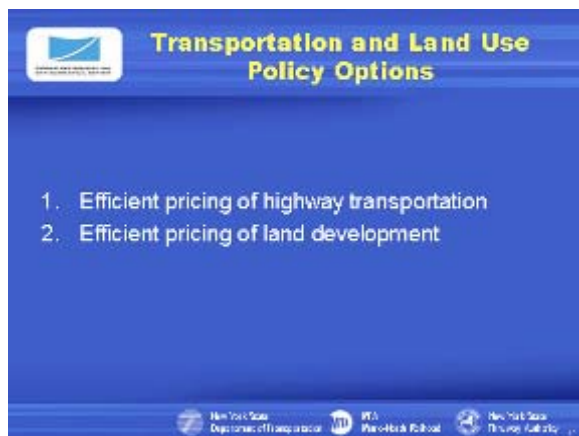 Transportation and Land Use
Policy Options
1. Efficient pricing of highway transportation
2. Efficient pricing of land development
New York State
Department of Transportation
MTA
Metro-North Railroad
New York State
Thruway Authority